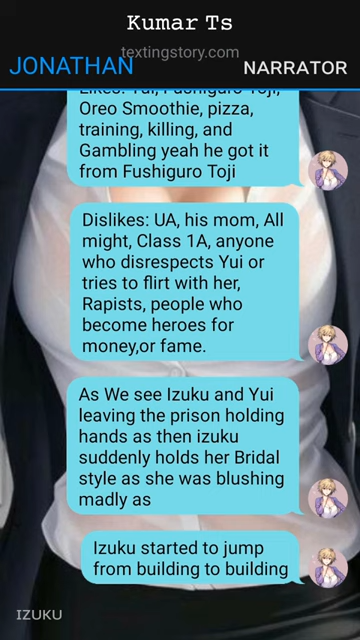 Kumar Ts
textingstory.com
JONATHAN
NARRATOR
Likes: Yui, Fushiguro Toji,
Oreo Smoothie, pizza,
training, killing, and
Gambling yeah he got it
from Fushiguro Toji
Dislikes: UA, his mom, All
might, Class 1A, anyone
who disrespects Yui or
tries to flirt with her,
Rapists, people who
become heroes for
money,or fame.
As We see Izuku and Yui
leaving the prison holding
hands as then izuku
suddenly holds her Bridal
style as she was blushing
madly as
Izuku started to jump
from building to building
IZUKU